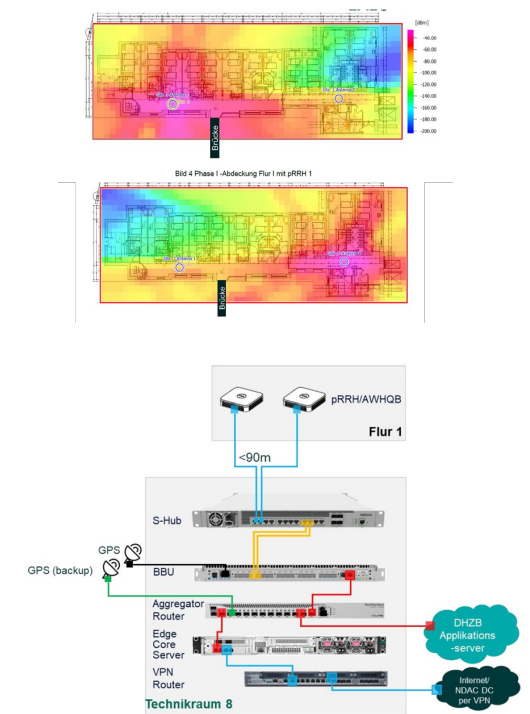 [dBm]
-40.00
-60.00
-80.00
-100.00
-120.00
-140.00
-160.00
-180.00
-200.00
Brücke
Bild 4 Phase I -Abdeckung Flur I mit pRRH 1
Brücke
pRRH/AWHQB
Flur 1
<90m
S-Hub
GPS
GPS (backup)
BBU
Aggregator
Router
DHZB
Applikations
-server
Edge
Core
Server
VPN
Router
Internet/
NDAC DC
per VPN
Technikraum 8